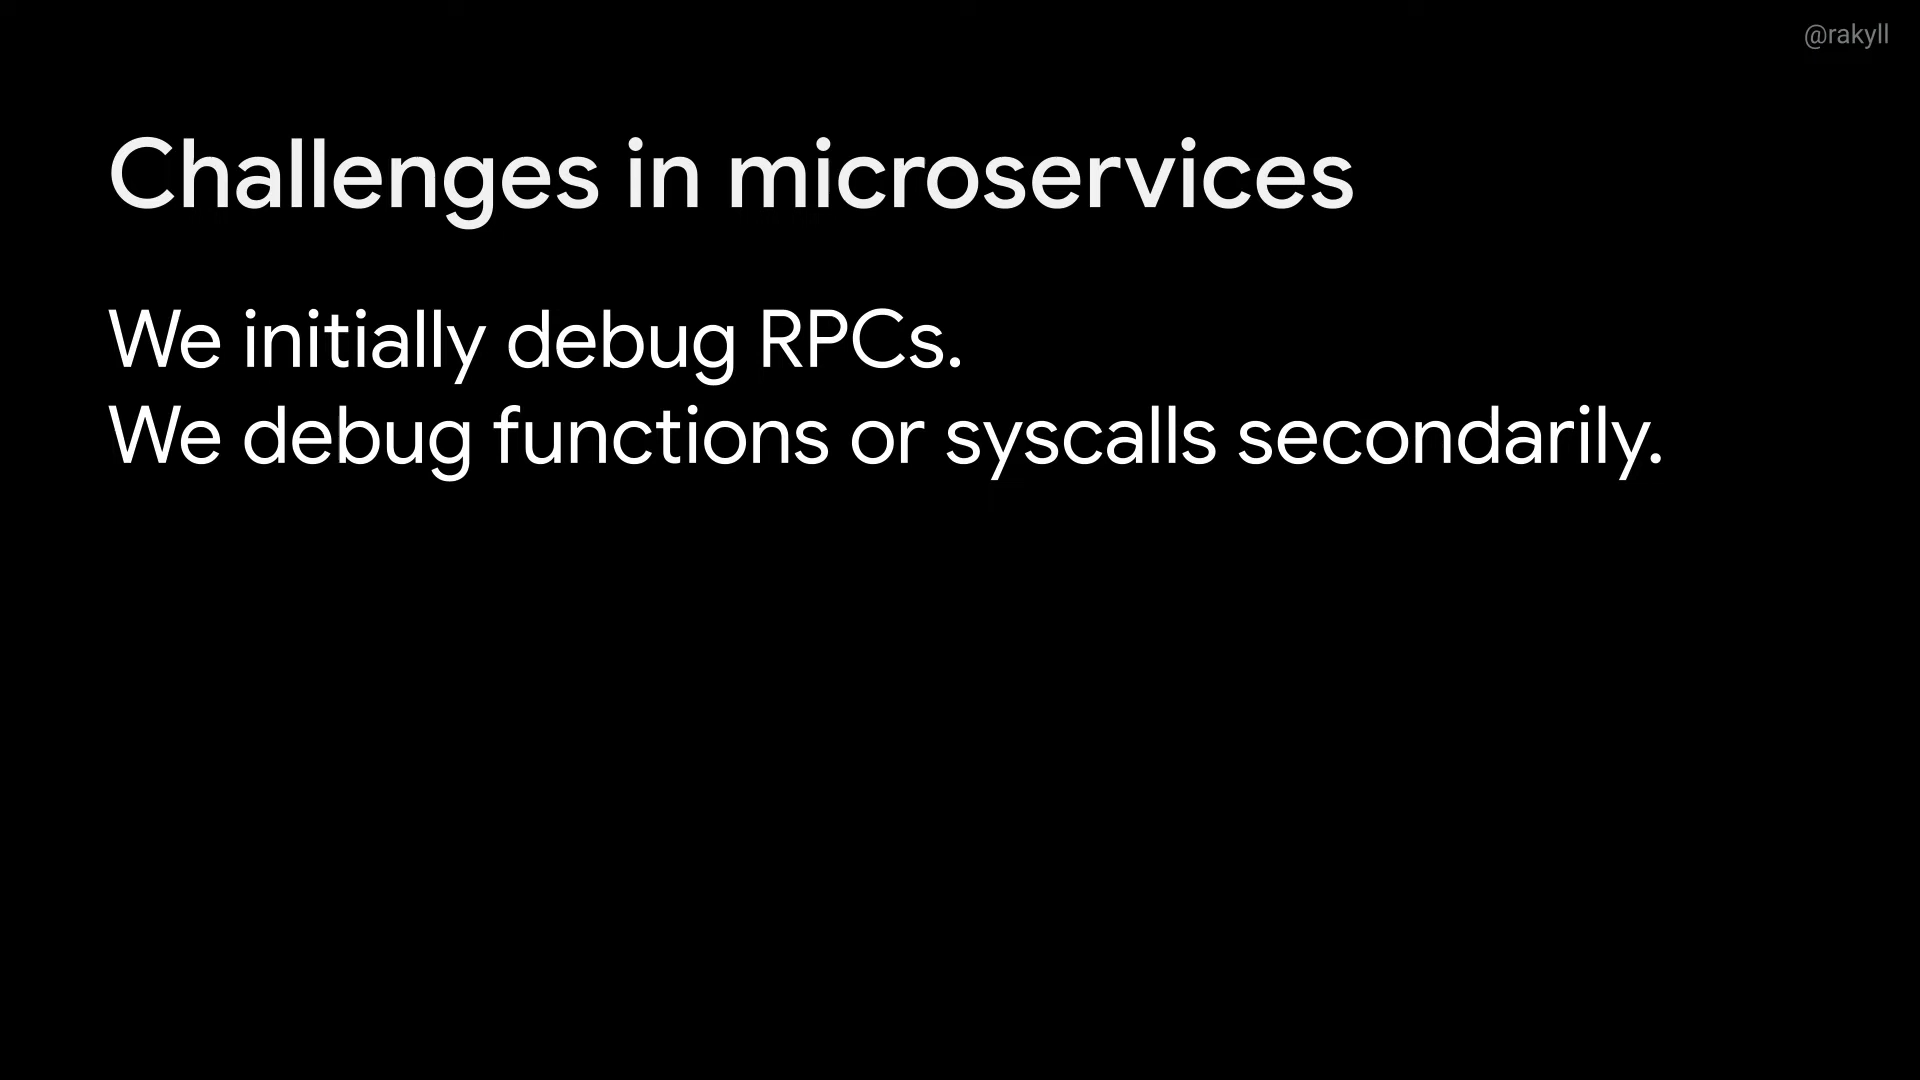 @rakyll
Challenges in microservices
We initially debug RPCs.
We debug functions or syscalls secondarily.